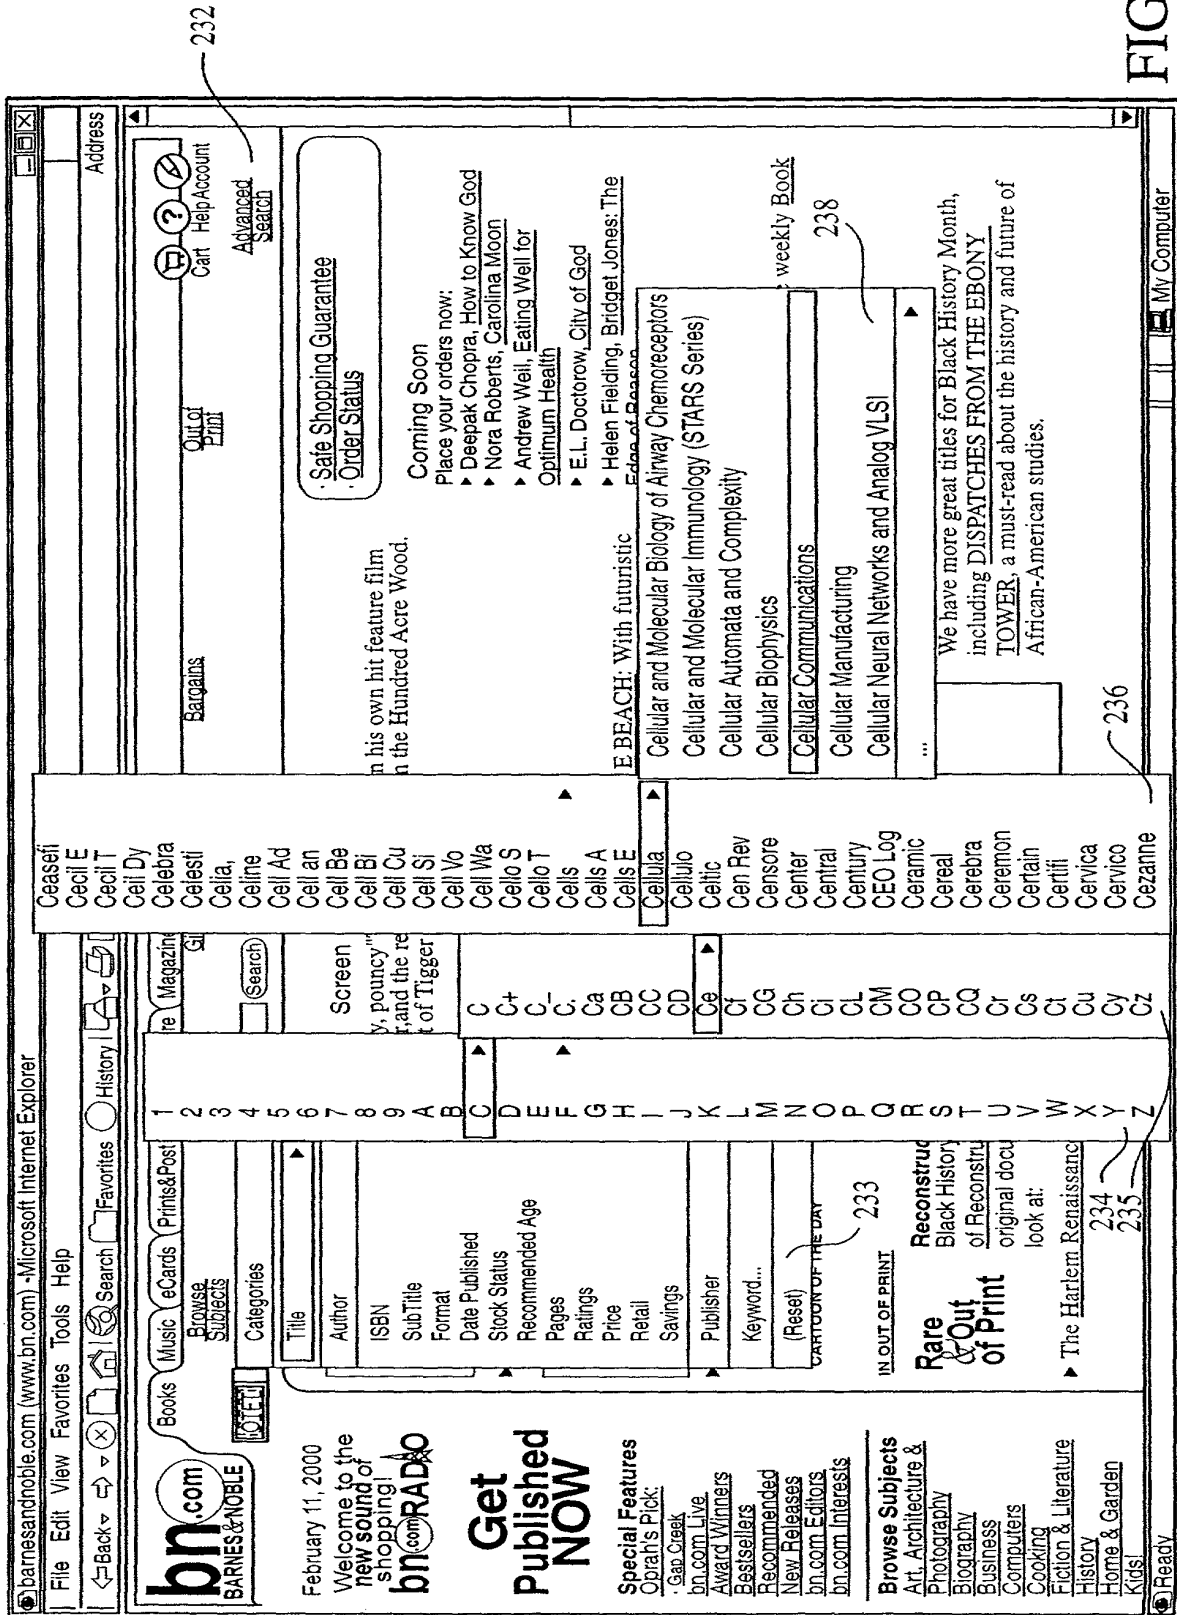 barnesandnoble.com (www.bn.com) -Microsoft Internet Explorer
File Edit View Favorites Tools Help
Back Search Favorites History
Address
bn.com
BARNES&NOBLE
Books Music eCards Prints&Post
re Magazine
Browse Subjects
Gi
Bargains
Out of Print
Cart Help Account
Search
Advanced Search
232
February 11, 2000
Welcome to the
new sound of
shopping!
bn.com RADIO
Get
Published
NOW
Special Features
Oprah's Pick:
· Gap Creek
bn.com Live
Award Winners
Bestsellers
Recommended
New Releases
bn.com Editors
bn.com Interests
Browse Subjects
Art, Architecture &
Photography
Biography
Business
Computers
Cooking
Fiction & Literature
History
Home & Garden
Kids!
Categories
Title
Author
ISBN
SubTitle
Format
Date Published
Stock Status
Recommended Age
Pages
Ratings
Price
Retail
Savings
Publisher
Keyword...
(Reset)
233
CARTOON OF THE DAY
IN OUT OF PRINT
Rare
& Out
of Print
Reconstruc
Black History
of Reconstru
original docu
look at:
The Harlem Renaissanc
1
2
3
4
5
6
7
8
9
A
B
C
D
E
F
G
H
I
J
K
L
M
N
O
P
Q
R
S
T
U
V
W
X
Y
Z
234
235
Screen
y, pouncy'"
r,and the re
t of Tigger
C
C+
C_
C.
Ca
CB
CC
CD
Ce
Cf
CG
Ch
Ci
CL
CM
CO
CP
CQ
Cr
Cs
Ct
Cu
Cy
Cz
Ceasefi
Cecil E
Cecil T
Ceil Dy
Celebra
Celesti
Celia,
Celine
Cell Ad
Cell an
Cell Be
Cell Bi
Cell Cu
Cell Si
Cell Vo
Cell Wa
Cello S
Cello T
Cells
Cells A
Cells E
Cellula
Cellulo
Celtic
Cen Rev
Censore
Center
Central
Century
CEO Log
Ceramic
Cereal
Cerebra
Ceremon
Certain
Certifi
Cervica
Cervico
Cezanne
236
n his own hit feature film
n the Hundred Acre Wood.
E BEACH: With futuristic
· Safe Shopping Guarantee
· Order Status
Coming Soon
Place your orders now:
Deepak Chopra, How to Know God
Nora Roberts, Carolina Moon
Andrew Weil, Eating Well for
Optimum Health
E.L. Doctorow, City of God
Helen Fielding, Bridget Jones: The
Edge of Reason
weekly Book
Cellular and Molecular Biology of Airway Chemoreceptors
Cellular and Molecular Immunology (STARS Series)
Cellular Automata and Complexity
Cellular Biophysics
Cellular Communications
Cellular Manufacturing
Cellular Neural Networks and Analog VLSI
...
238
We have more great titles for Black History Month,
including DISPATCHES FROM THE EBONY
TOWER, a must-read about the history and future of
African-American studies.
Ready
My Computer
FIG